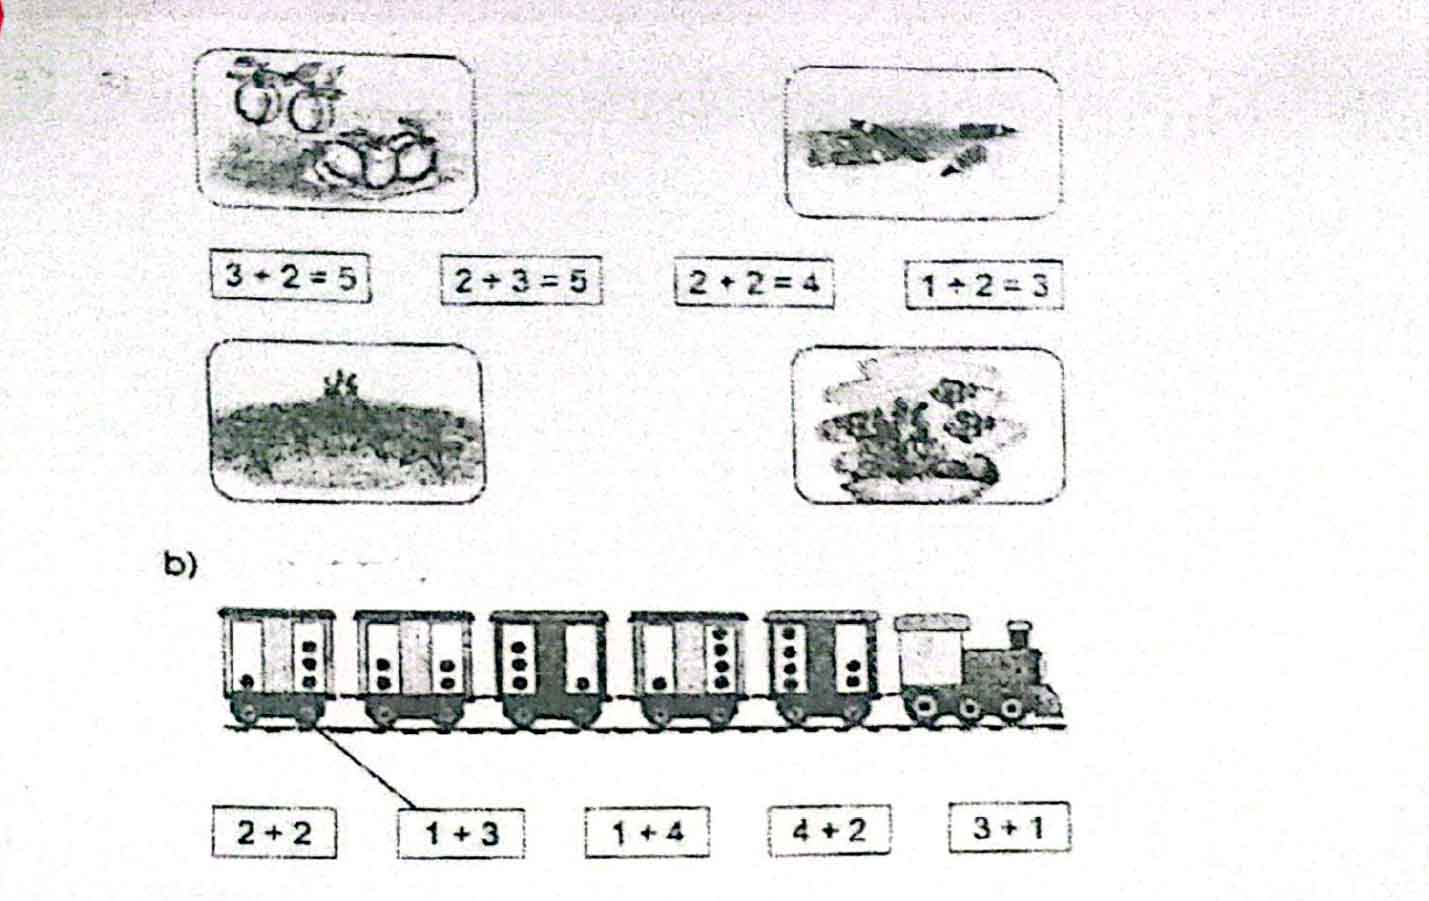 3 + 2 = 5 2 + 3 = 5 2 + 2 = 4 1 + 2 = 3
b)
2 + 2 1 + 3 1 + 4 4 + 2 3 + 1